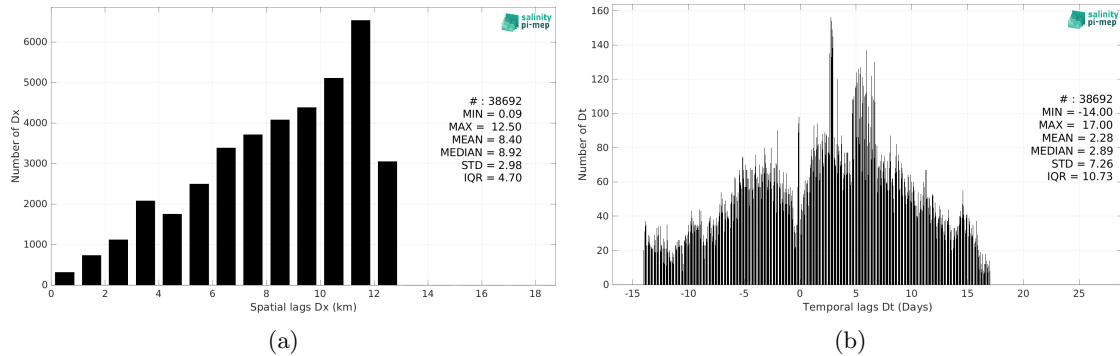 6000
5000
4000
3000
2000
1000
0
Number of Dx
salinity
pi-mep
# : 38692
MIN = 0.09
MAX = 12.50
MEAN = 8.40
MEDIAN = 8.92
STD = 2.98
IQR = 4.70
0 2 4 6 8 10 12 14 16 18
Spatial lags Dx (km)
(a)
160
140
120
100
80
60
40
20
0
Number of Dt
salinity
pi-mep
# : 38692
MIN = -14.00
MAX = 17.00
MEAN = 2.28
MEDIAN = 2.89
STD = 7.26
IQR = 10.73
-15 -10 -5 0 5 10 15 20 25
Temporal lags Dt (Days)
(b)